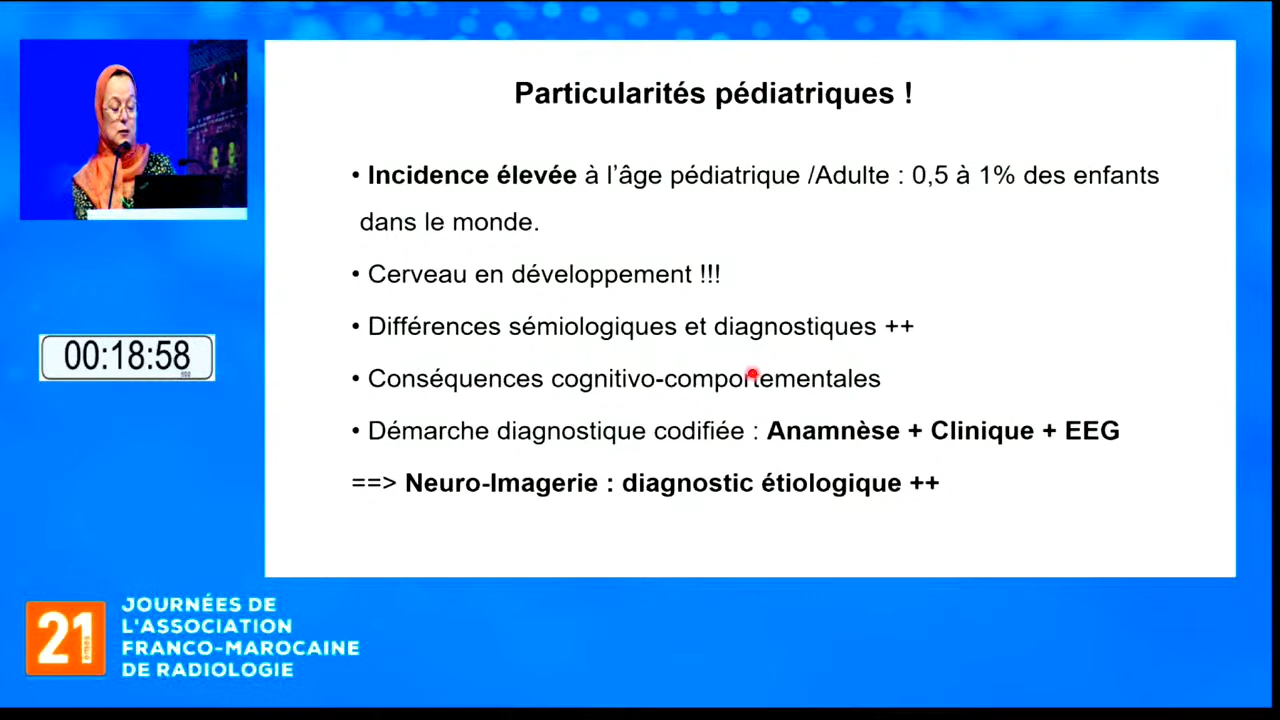 Particularités pédiatriques !
• Incidence élevée à l'âge pédiatrique /Adulte : 0,5 à 1% des enfants
dans le monde.
• Cerveau en développement !!!
• Différences sémiologiques et diagnostiques ++
• Conséquences cognitivo-comportementales
• Démarche diagnostique codifiée : Anamnèse + Clinique + EEG
==> Neuro-Imagerie : diagnostic étiologique ++
00:18:58
21
èmes
JOURNÉES DE
L'ASSOCIATION
FRANCO-MAROCAINE
DE RADIOLOGIE